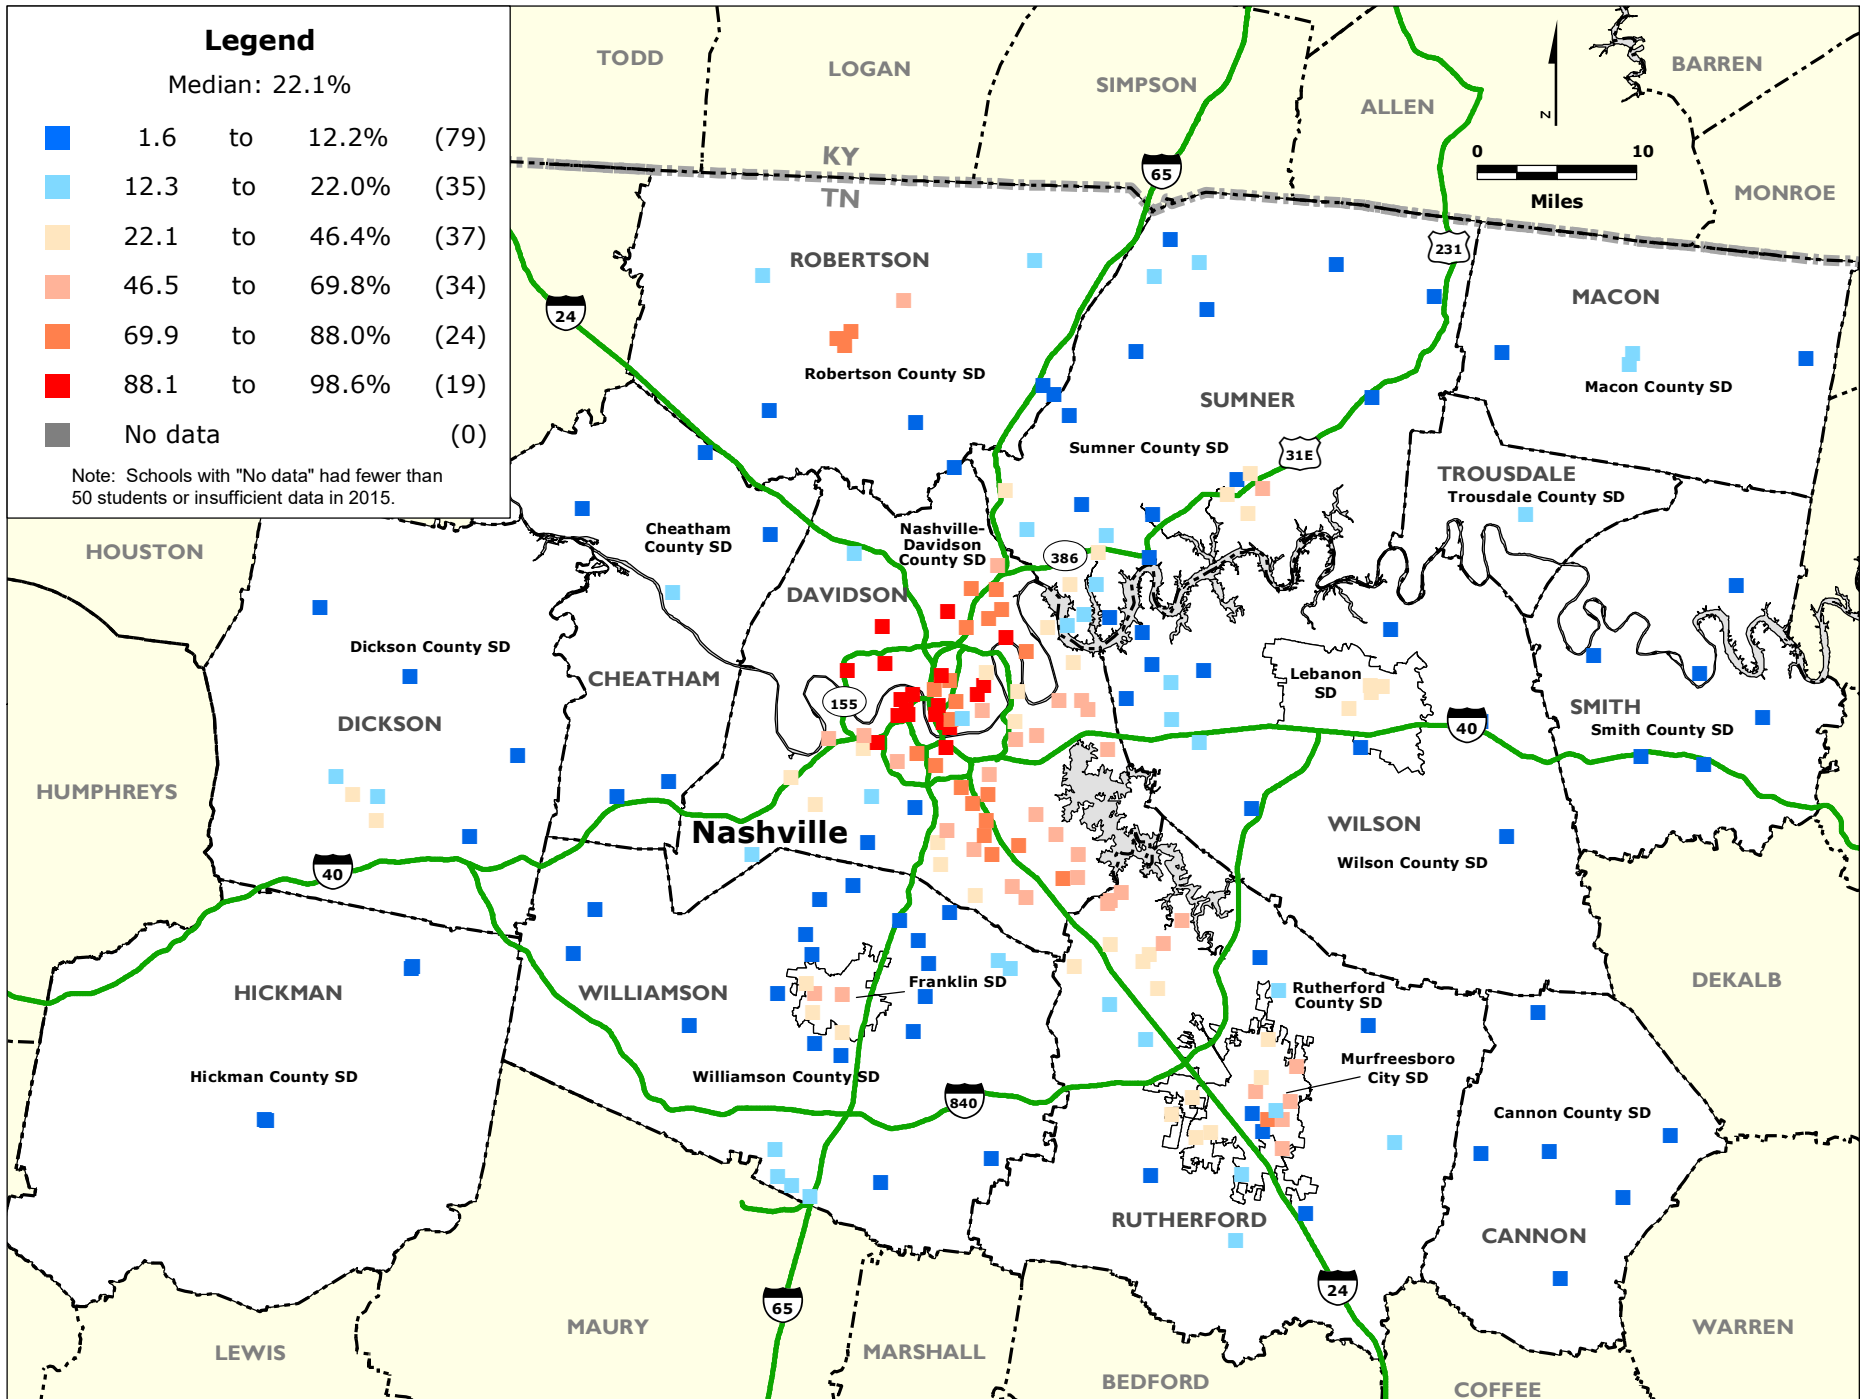 Legend
Median: 22.1%
1.6 to 12.2% (79)
12.3 to 22.0% (35)
22.1 to 46.4% (37)
46.5 to 69.8% (34)
69.9 to 88.0% (24)
88.1 to 98.6% (19)
No data (0)
Note: Schools with "No data" had fewer than
50 students or insufficient data in 2015.
TODD
LOGAN
SIMPSON
ALLEN
BARREN
MONROE
KY
TN
N
0 10
Miles
65
231
24
ROBERTSON
Robertson County SD
SUMNER
Sumner County SD
31E
MACON
Macon County SD
TROUSDALE
Trousdale County SD
HOUSTON
Cheatham
County SD
Nashville-
Davidson
County SD
386
DAVIDSON
Dickson County SD
CHEATHAM
DICKSON
155
Lebanon
SD
40
SMITH
Smith County SD
HUMPHREYS
Nashville
WILSON
Wilson County SD
40
HICKMAN
Hickman County SD
WILLIAMSON
Franklin SD
Williamson County SD
Rutherford
County SD
Murfreesboro
City SD
DEKALB
840
Cannon County SD
RUTHERFORD
CANNON
65
24
LEWIS
MAURY
MARSHALL
BEDFORD
COFFEE
WARREN